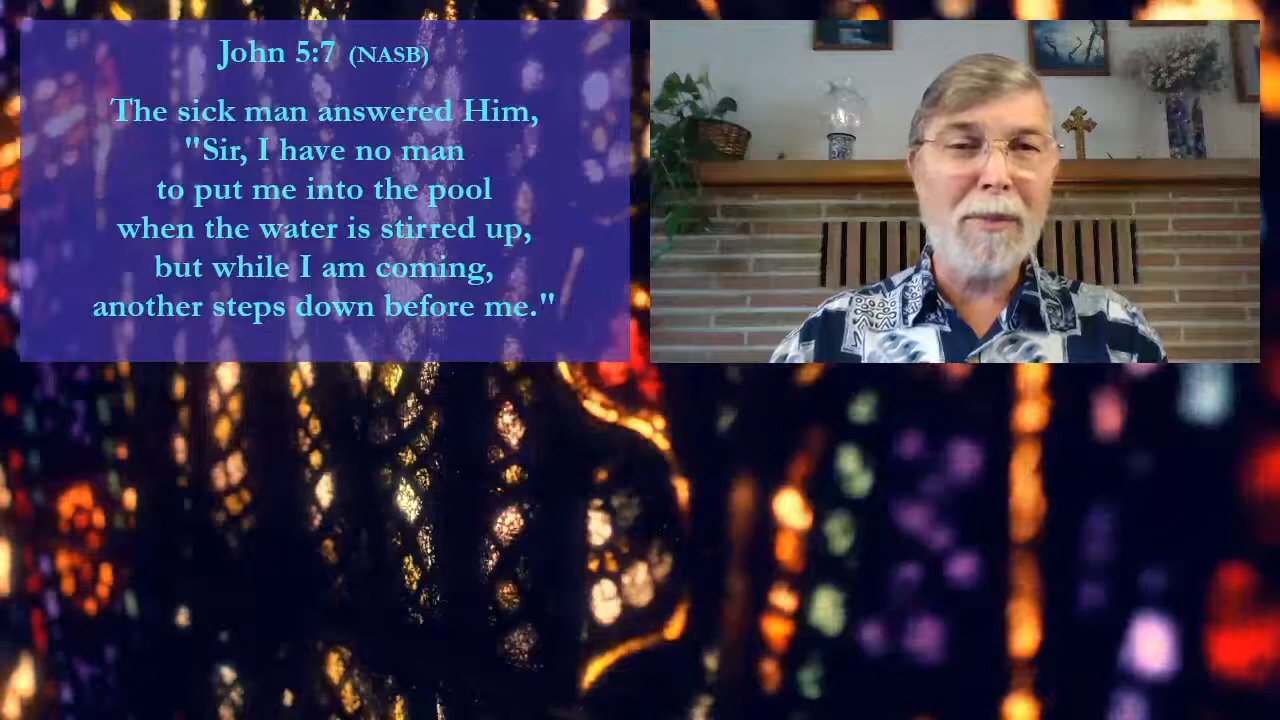 John 5:7 (NASB)
The sick man answered Him,
"Sir, I have no man
to put me into the pool
when the water is stirred up,
but while I am coming,
another steps down before me."